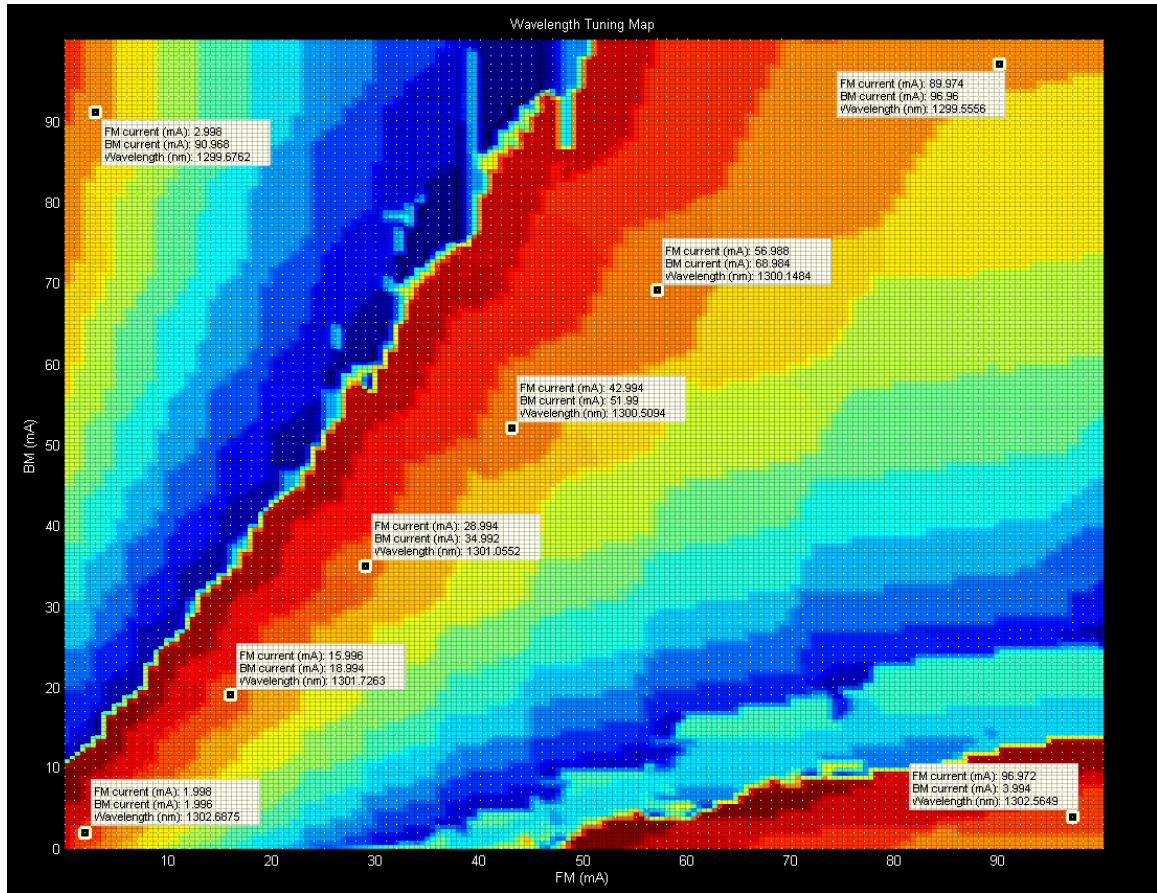 Wavelength Tuning Map
FM current (mA): 89.974
BM current (mA): 96.96
Wavelength (nm): 1299.5556
90
FM current (mA): 2.998
BM current (mA): 90.968
Wavelength (nm): 1299.6762
80
FM current (mA): 56.988
BM current (mA): 68.984
Wavelength (nm): 1300.1484
70
60
FM current (mA): 42.994
BM current (mA): 51.99
Wavelength (nm): 1300.5094
50
BM (mA)
40
FM current (mA): 28.994
BM current (mA): 34.992
Wavelength (nm): 1301.0552
30
FM current (mA): 15.996
BM current (mA): 18.994
Wavelength (nm): 1301.7263
20
10
FM current (mA): 1.998
BM current (mA): 1.996
Wavelength (nm): 1302.6875
FM current (mA): 96.972
BM current (mA): 3.994
Wavelength (nm): 1302.5649
0
10 20 30 40 50 60 70 80 90
FM (mA)